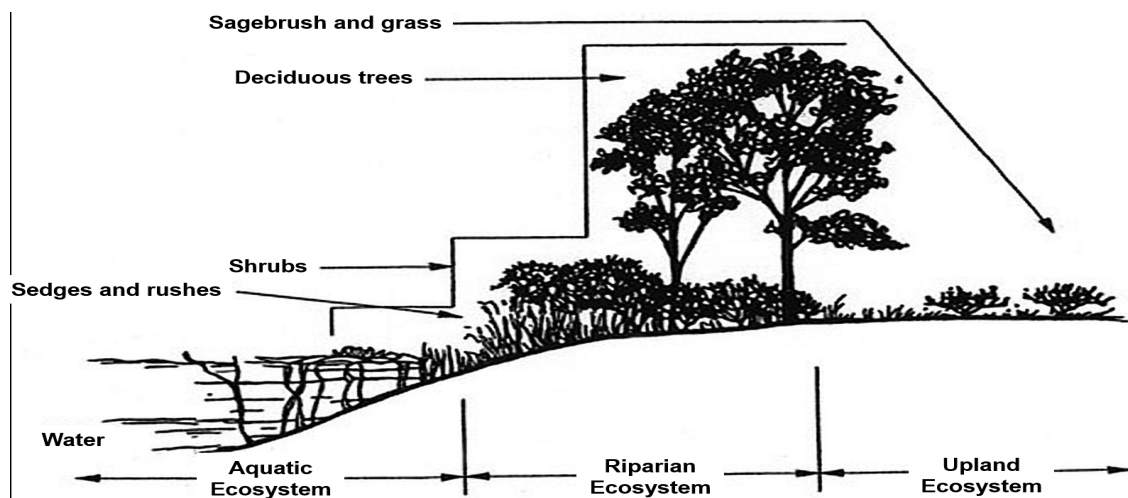 Sagebrush and grass
Deciduous trees
Shrubs
Sedges and rushes
Water
Aquatic
Ecosystem
Riparian
Ecosystem
Upland
Ecosystem